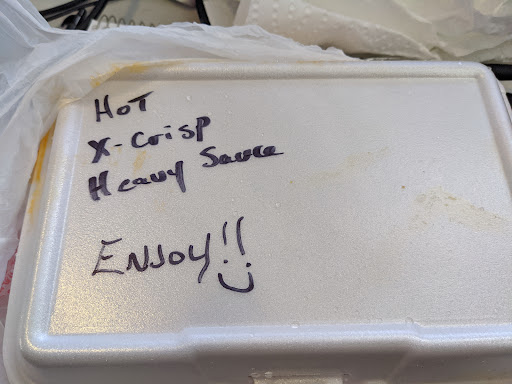 HOT
X-Crisp
Heavy Sauce
ENJOY!!